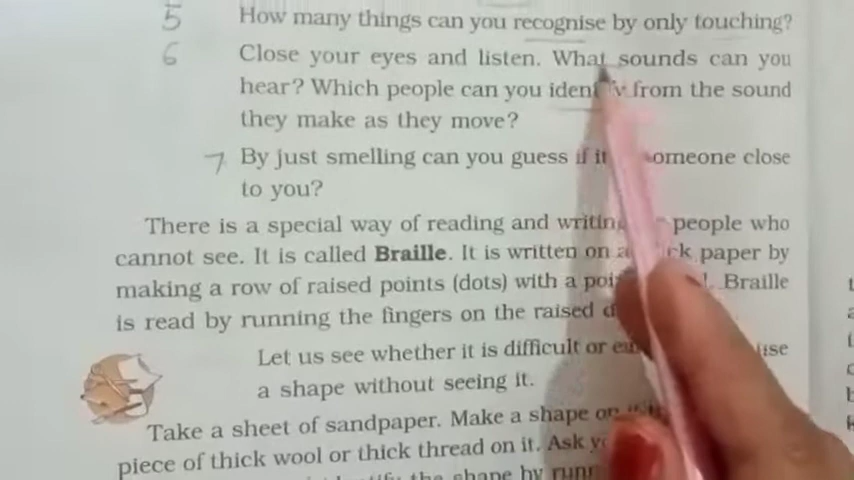 5 How many things can you recognise by only touching?
6 Close your eyes and listen. What sounds can you
hear? Which people can you identify from the sound
they make as they move?
7 By just smelling can you guess if it someone close
to you?
There is a special way of reading and writing people who
cannot see. It is called Braille. It is written on a paper by
making a row of raised points (dots) with a Braille
is read by running the fingers on the raised
Let us see whether it is difficult or
a shape without seeing it.
Take a sheet of sandpaper. Make a shape on
piece of thick wool or thick thread on it. Ask
the shape by